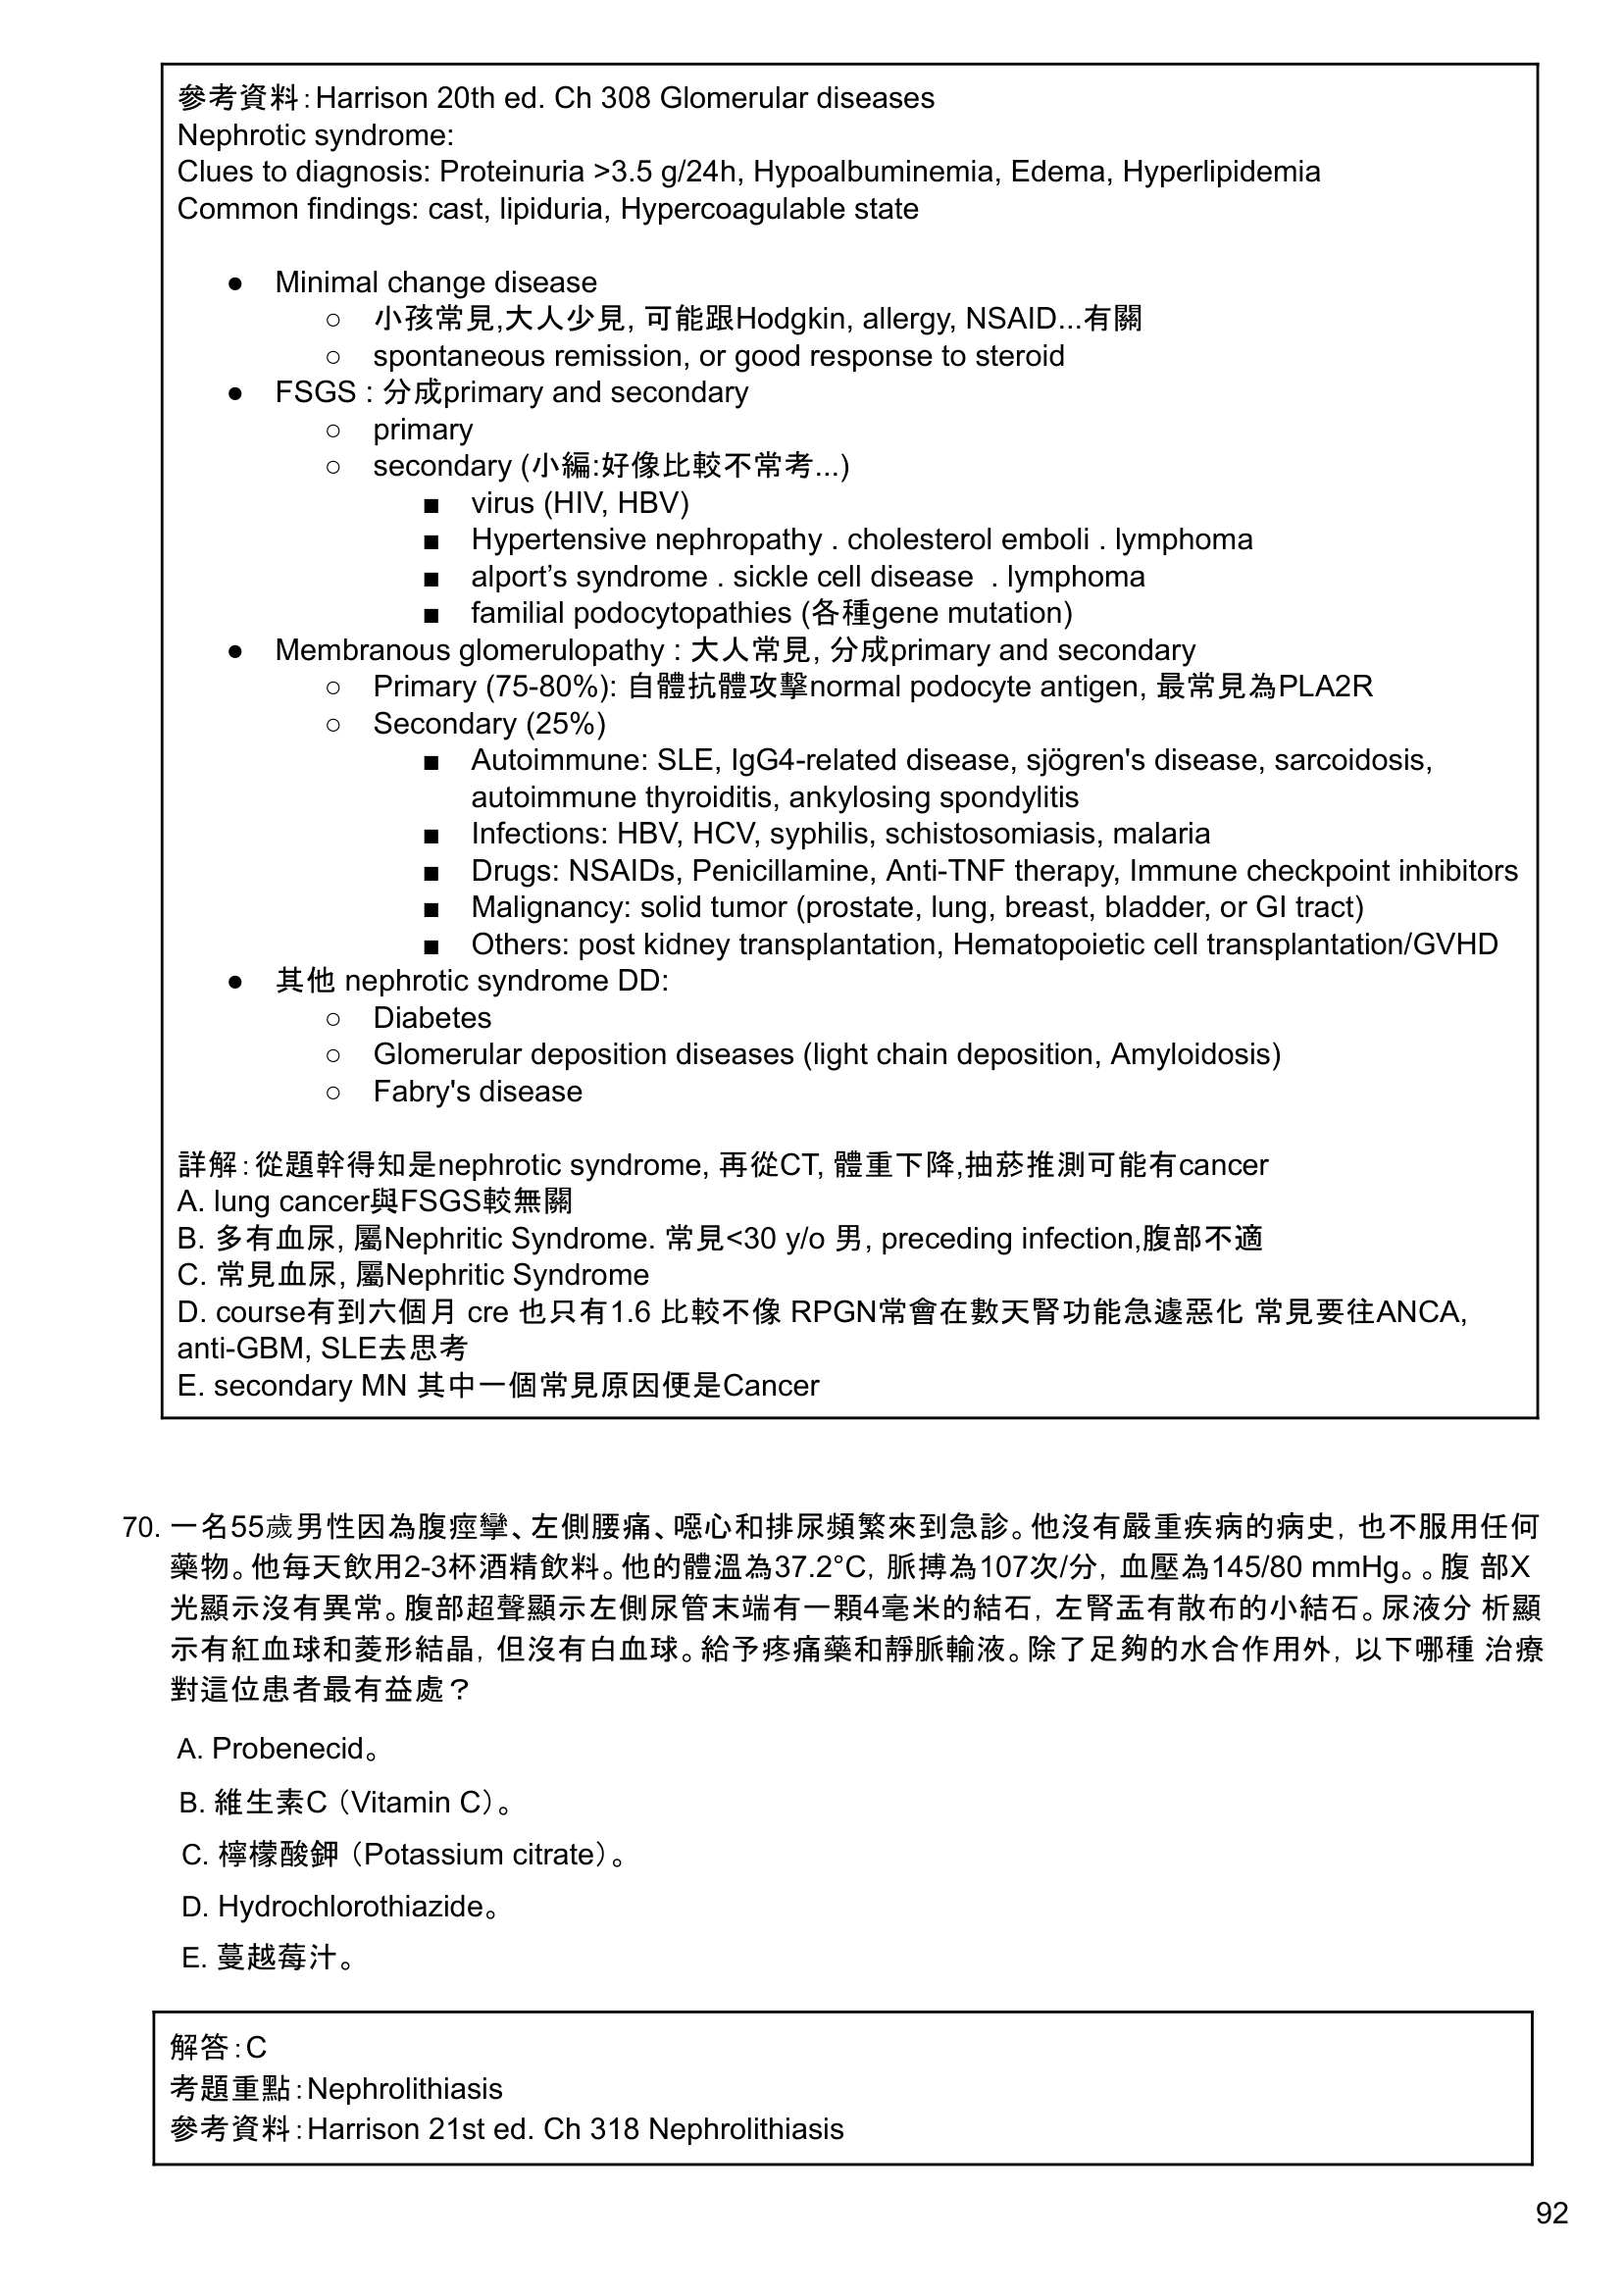 參考資料：Harrison 20th ed. Ch 308 Glomerular diseases
Nephrotic syndrome:
Clues to diagnosis: Proteinuria >3.5 g/24h, Hypoalbuminemia, Edema, Hyperlipidemia
Common findings: cast, lipiduria, Hypercoagulable state
● Minimal change disease
○ 小孩常見,大人少見, 可能跟Hodgkin, allergy, NSAID...有關
○ spontaneous remission, or good response to steroid
● FSGS : 分成primary and secondary
○ primary
○ secondary (小編:好像比較不常考...)
■ virus (HIV, HBV)
■ Hypertensive nephropathy . cholesterol emboli . lymphoma
■ alport’s syndrome . sickle cell disease . lymphoma
■ familial podocytopathies (各種gene mutation)
● Membranous glomerulopathy : 大人常見, 分成primary and secondary
○ Primary (75-80%): 自體抗體攻擊normal podocyte antigen, 最常見為PLA2R
○ Secondary (25%)
■ Autoimmune: SLE, IgG4-related disease, sjögren's disease, sarcoidosis,
autoimmune thyroiditis, ankylosing spondylitis
■ Infections: HBV, HCV, syphilis, schistosomiasis, malaria
■ Drugs: NSAIDs, Penicillamine, Anti-TNF therapy, Immune checkpoint inhibitors
■ Malignancy: solid tumor (prostate, lung, breast, bladder, or GI tract)
■ Others: post kidney transplantation, Hematopoietic cell transplantation/GVHD
● 其他 nephrotic syndrome DD:
○ Diabetes
○ Glomerular deposition diseases (light chain deposition, Amyloidosis)
○ Fabry's disease
詳解：從題幹得知是nephrotic syndrome, 再從CT, 體重下降,抽菸推測可能有cancer
A. lung cancer與FSGS較無關
B. 多有血尿, 屬Nephritic Syndrome. 常見<30 y/o 男, preceding infection,腹部不適
C. 常見血尿, 屬Nephritic Syndrome
D. course有到六個月 cre 也只有1.6 比較不像 RPGN常會在數天腎功能急遽惡化 常見要往ANCA,
anti-GBM, SLE去思考
E. secondary MN 其中一個常見原因便是Cancer
70. 一名55歲男性因為腹痙攣、左側腰痛、噁心和排尿頻繁來到急診。他沒有嚴重疾病的病史，也不服用任何
藥物。他每天飲用2-3杯酒精飲料。他的體溫為37.2°C，脈搏為107次/分，血壓為145/80 mmHg。。腹 部X
光顯示沒有異常。腹部超聲顯示左側尿管末端有一顆4毫米的結石，左腎盂有散布的小結石。尿液分 析顯
示有紅血球和菱形結晶，但沒有白血球。給予疼痛藥和靜脈輸液。除了足夠的水合作用外，以下哪種 治療
對這位患者最有益處？
A. Probenecid。
B. 維生素C（Vitamin C）。
C. 檸檬酸鉀（Potassium citrate）。
D. Hydrochlorothiazide。
E. 蔓越莓汁。
解答：C
考題重點：Nephrolithiasis
參考資料：Harrison 21st ed. Ch 318 Nephrolithiasis
92